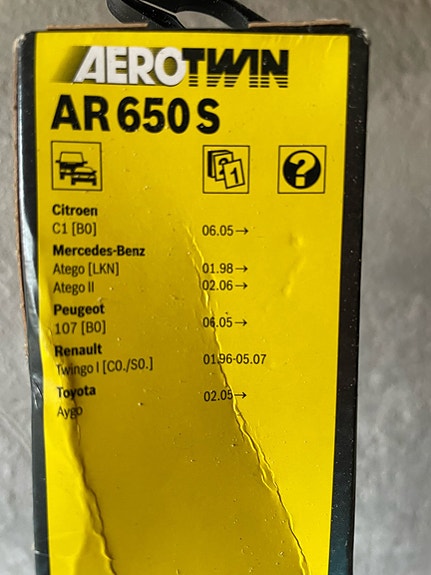 AEROTWIN
AR 650 S
1 ?
Citroen
C1 [B0] 06.05→
Mercedes-Benz
Atego [LKN] 01.98→
Atego II 02.06→
Peugeot
107 [B0] 06.05→
Renault
Twingo I [C0./S0.] 01.96-05.07
Toyota
Aygo 02.05→